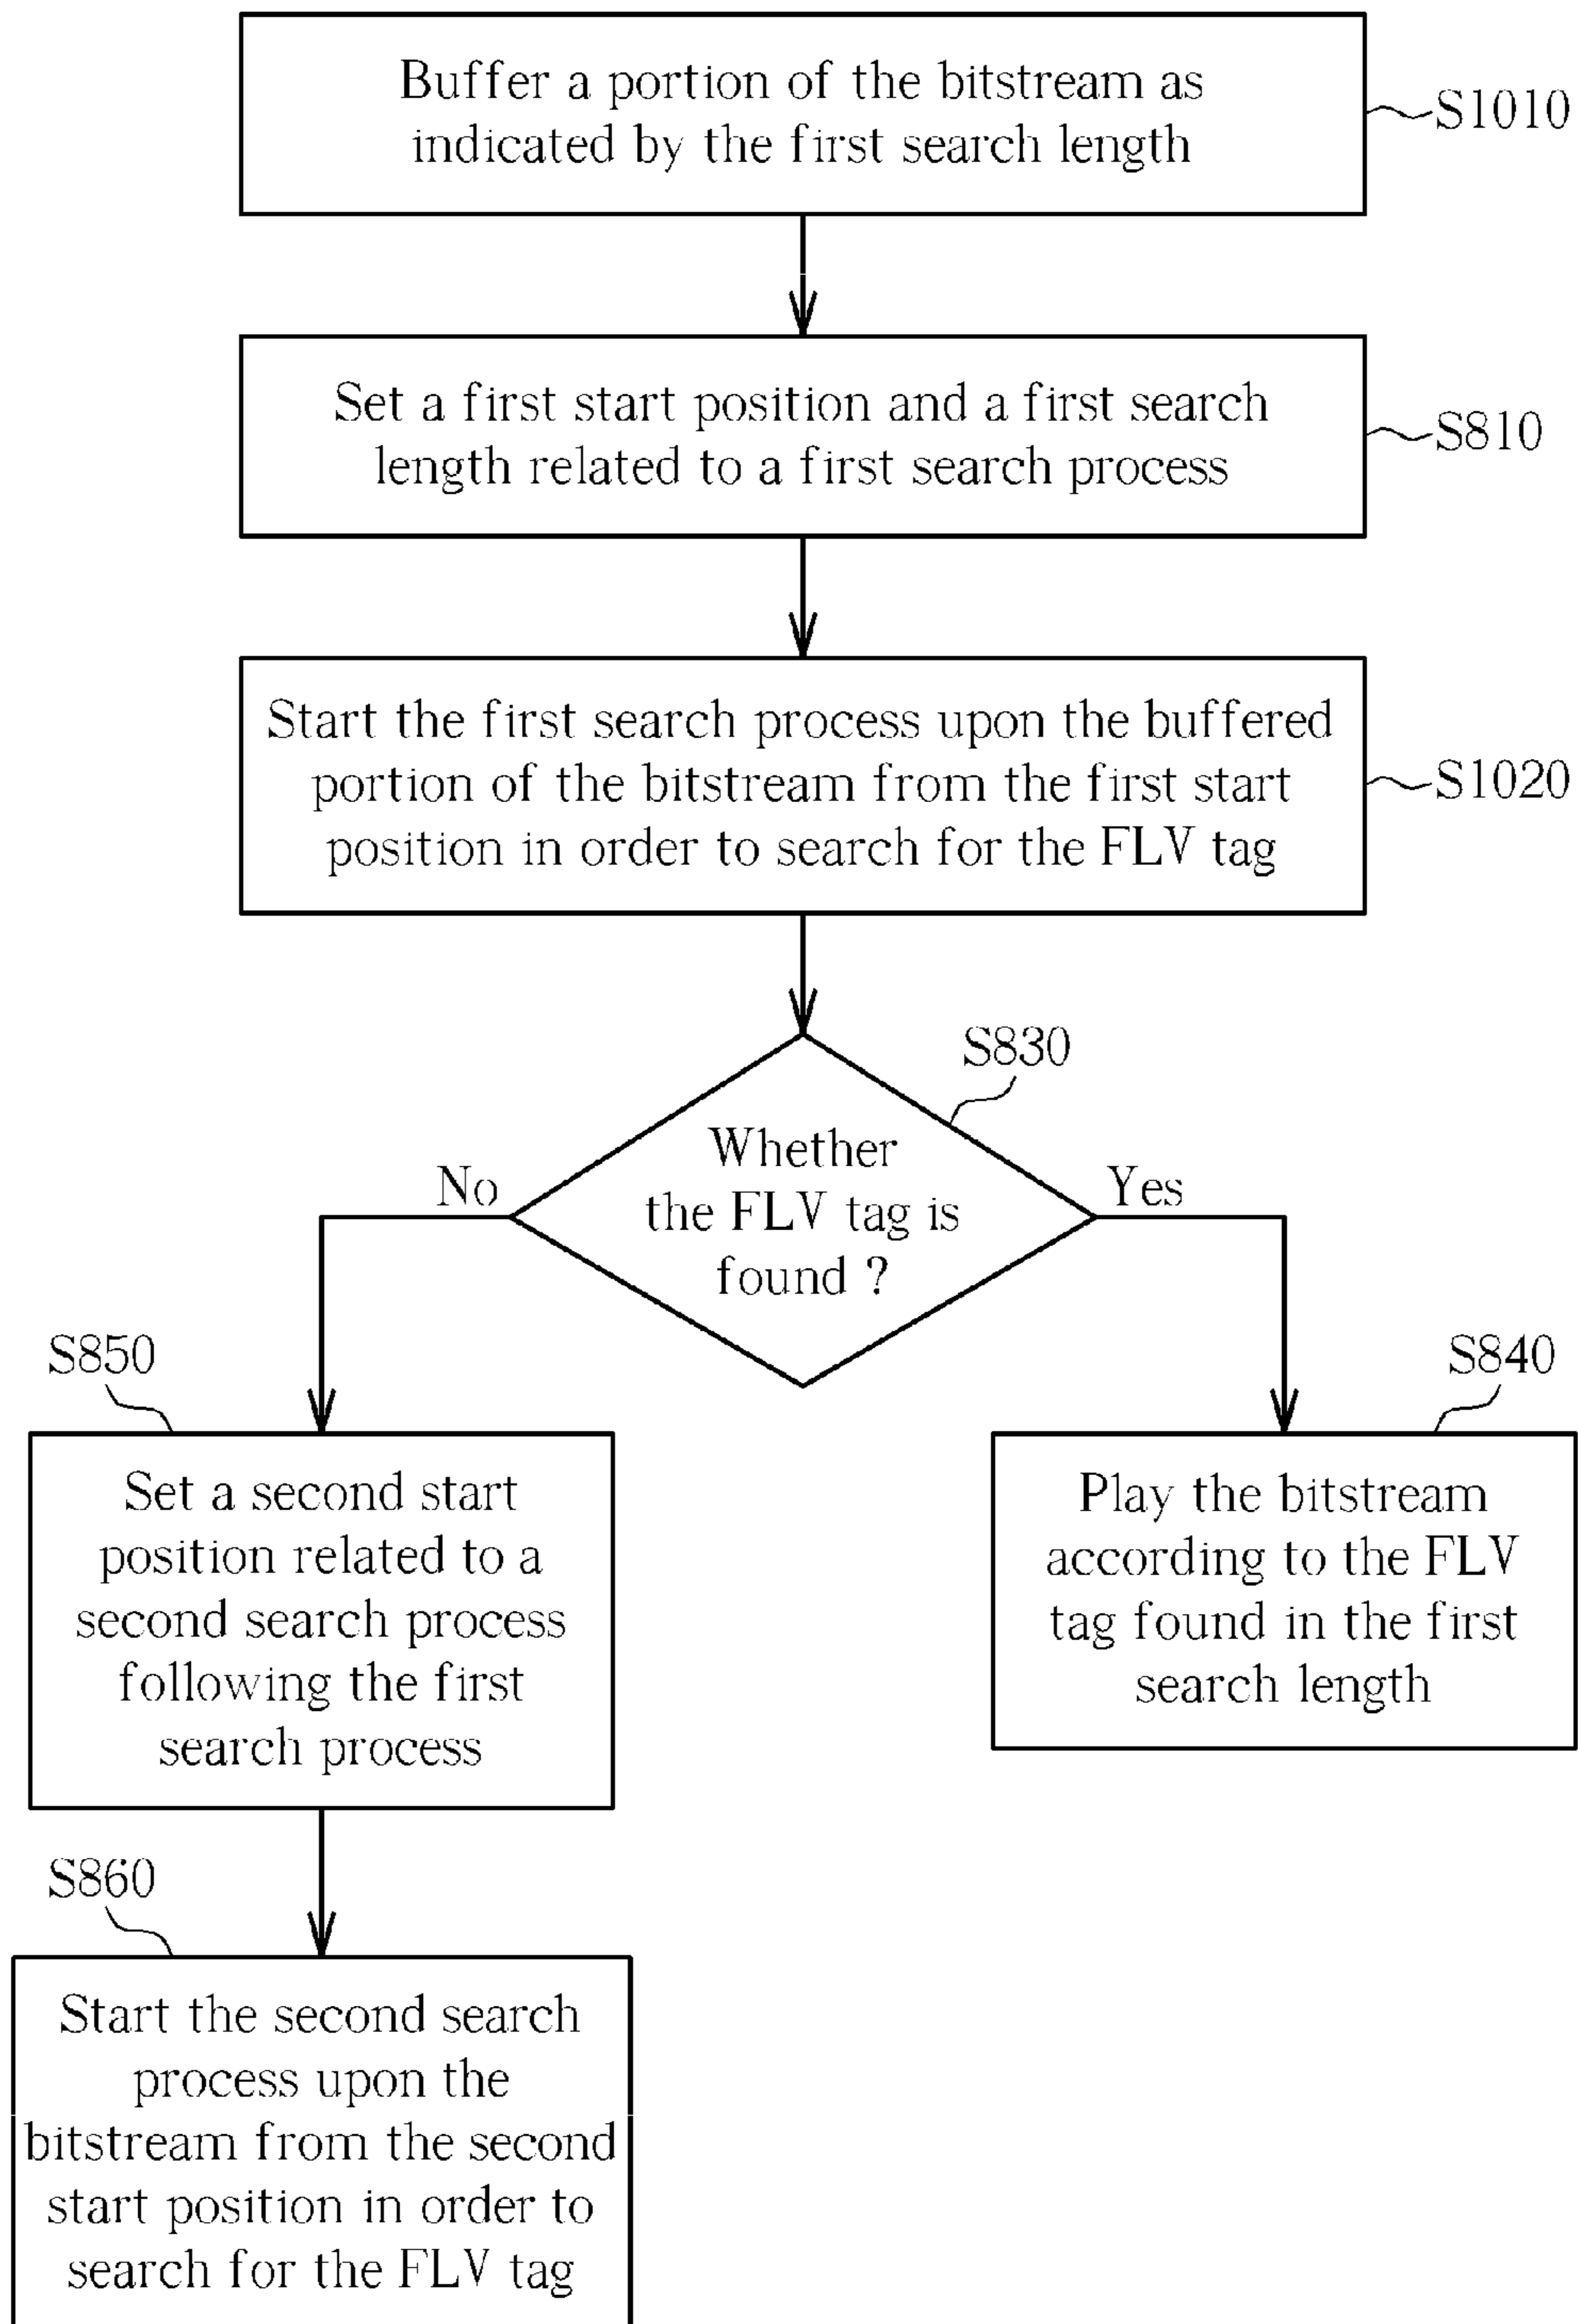 Buffer a portion of the bitstream as
indicated by the first search length
S1010
Set a first start position and a first search
length related to a first search process
S810
Start the first search process upon the buffered
portion of the bitstream from the first start
position in order to search for the FLV tag
S1020
S830
Whether
the FLV tag is
found ?
No
Yes
S850
Set a second start
position related to a
second search process
following the first
search process
S840
Play the bitstream
according to the FLV
tag found in the first
search length
S860
Start the second search
process upon the
bitstream from the second
start position in order to
search for the FLV tag